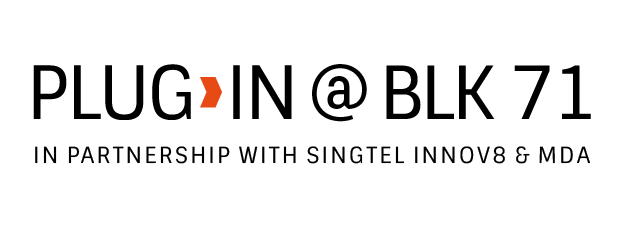 PLUG-IN @ BLK 71
IN PARTNERSHIP WITH SINGTEL INNOV8 & MDA